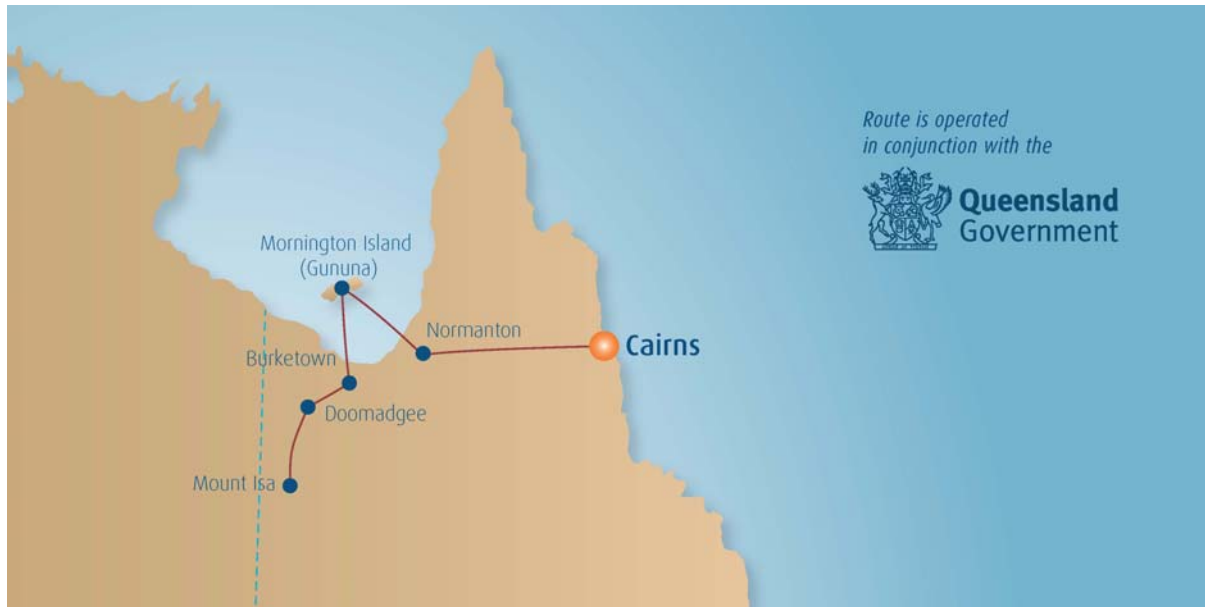 Route is operated
in conjunction with the
Queensland
Government
Mornington Island
(Gununa)
Normanton
Cairns
Burketown
Doomadgee
Mount Isa